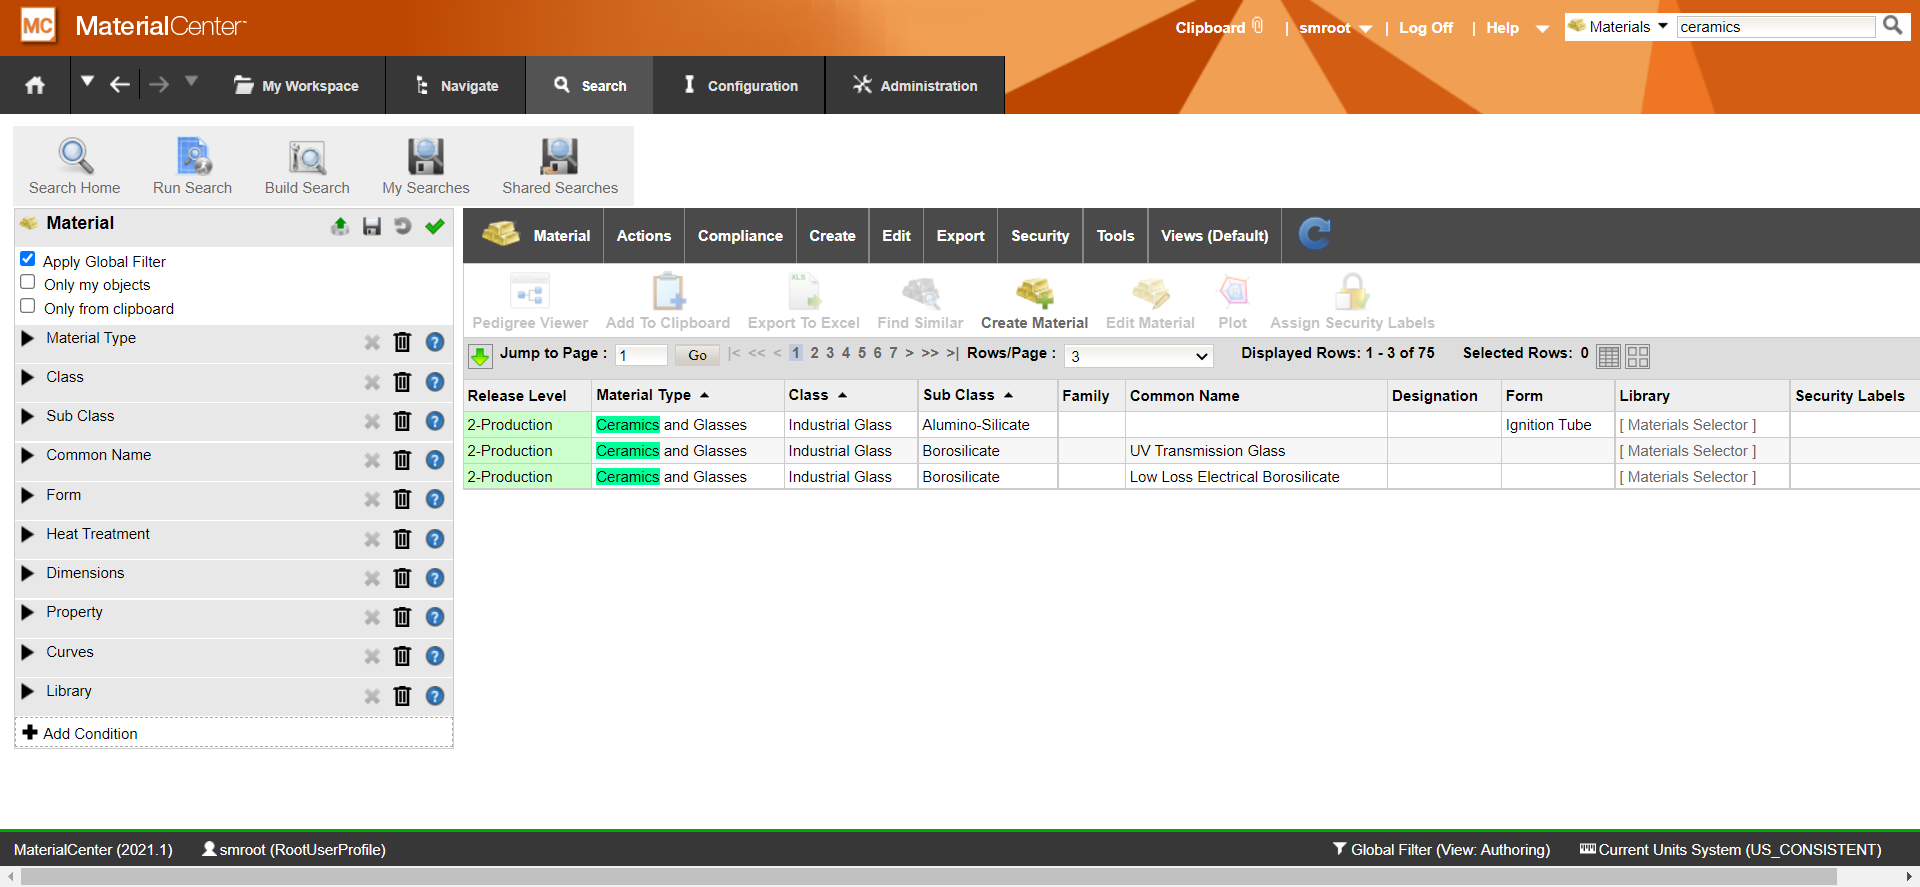 MC MaterialCenter™
Clipboard | smroot | Log Off | Help
Materials ceramics
My Workspace Navigate Search Configuration Administration
Search Home Run Search Build Search My Searches Shared Searches
Material
Apply Global Filter
Only my objects
Only from clipboard
Material Type ?
Class ?
Sub Class ?
Common Name ?
Form ?
Heat Treatment ?
Dimensions ?
Property ?
Curves ?
Library ?
Add Condition
Material Actions Compliance Create Edit Export Security Tools Views (Default)
XLS
Pedigree Viewer Add To Clipboard Export To Excel Find Similar Create Material Edit Material Plot Assign Security Labels
Jump to Page : 1 Go |< << < 1 2 3 4 5 6 7 > >> >| Rows/Page : 3 Displayed Rows: 1 - 3 of 75 Selected Rows: 0
Release Level Material Type Class Sub Class Family Common Name Designation Form Library Security Labels
2-Production Ceramics and Glasses Industrial Glass Alumino-Silicate Ignition Tube [ Materials Selector ]
2-Production Ceramics and Glasses Industrial Glass Borosilicate UV Transmission Glass [ Materials Selector ]
2-Production Ceramics and Glasses Industrial Glass Borosilicate Low Loss Electrical Borosilicate [ Materials Selector ]
MaterialCenter (2021.1) smroot (RootUserProfile) Global Filter (View: Authoring) Current Units System (US_CONSISTENT)